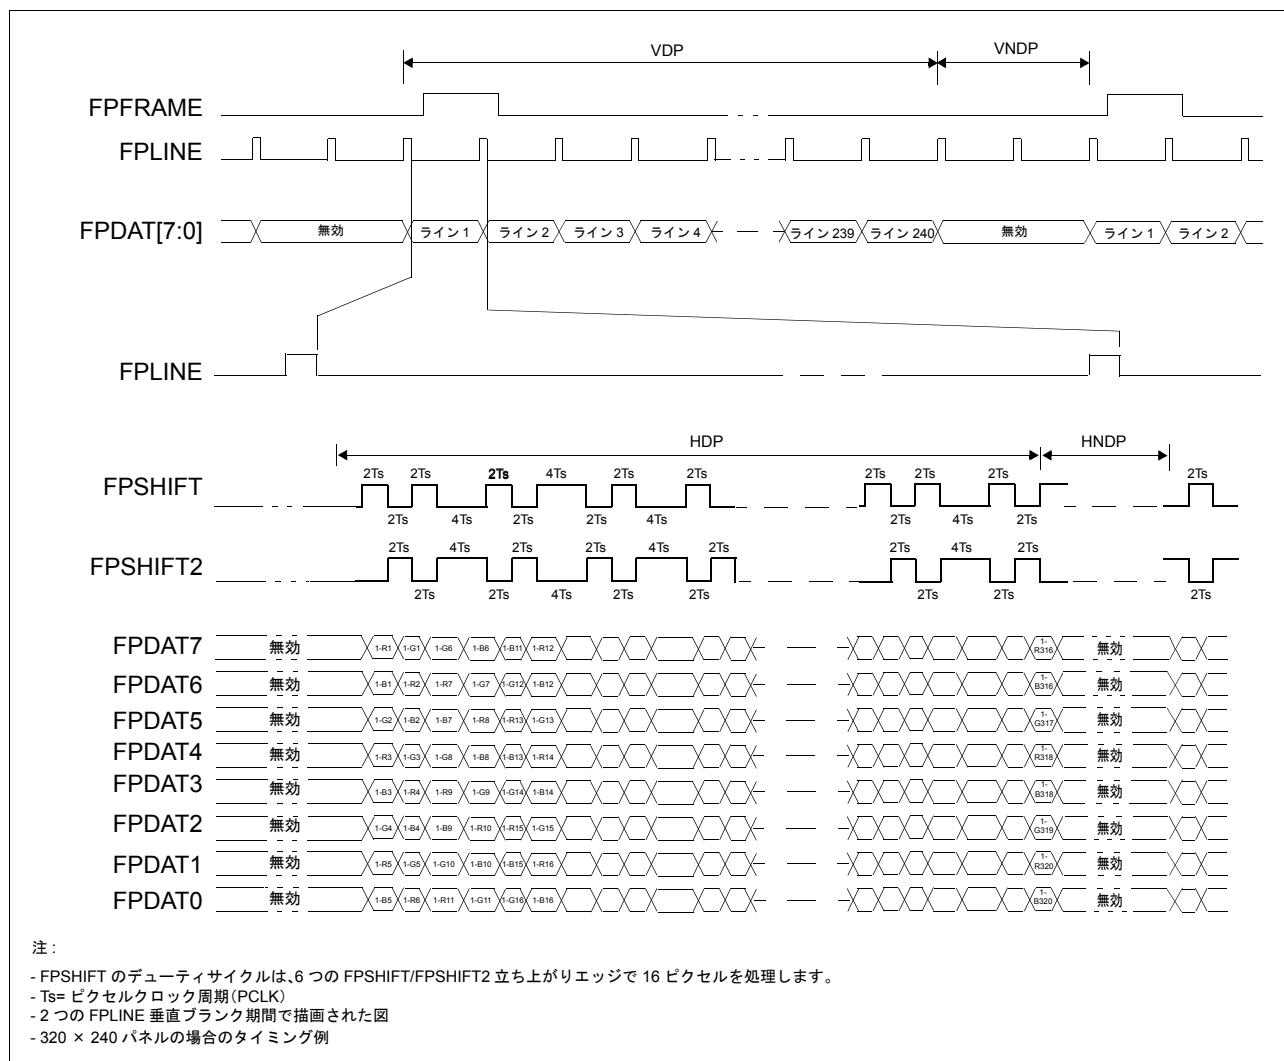 VDP VNDP
FPFRAME
FPLINE
FPDAT[7:0] 無効 ライン 1 ライン 2 ライン 3 ライン 4 ライン 239 ライン 240 無効 ライン 1 ライン 2
FPLINE
HDP HNDP
2Ts 2Ts 2Ts 4Ts 2Ts 2Ts 2Ts 2Ts 2Ts 2Ts
FPSHIFT
2Ts 4Ts 2Ts 2Ts 4Ts 2Ts 4Ts 2Ts
2Ts 4Ts 2Ts 2Ts 4Ts 2Ts 2Ts 4Ts 2Ts
FPSHIFT2
2Ts 2Ts 4Ts 2Ts 2Ts 2Ts 2Ts 2Ts
FPDAT7 無効 1-R1 1-G1 1-G6 1-B6 1-B11 1-R12 1-R316 無効
FPDAT6 無効 1-B1 1-R2 1-R7 1-G7 1-G12 1-B12 1-B316 無効
FPDAT5 無効 1-G2 1-B2 1-B7 1-R8 1-R13 1-G13 1-G317 無効
FPDAT4 無効 1-R3 1-G3 1-G8 1-B8 1-B13 1-R14 1-R318 無効
FPDAT3 無効 1-B3 1-R4 1-R9 1-G9 1-G14 1-B14 1-B318 無効
FPDAT2 無効 1-G4 1-B4 1-B9 1-R10 1-R15 1-G15 1-G319 無効
FPDAT1 無効 1-R5 1-G5 1-G10 1-B10 1-B15 1-R16 1-R320 無効
FPDAT0 無効 1-B5 1-R6 1-R11 1-G11 1-G16 1-B16 1-B320 無効
注 :
- FPSHIFT のデューティサイクルは、6 つの FPSHIFT/FPSHIFT2 立ち上がりエッジで 16 ピクセルを処理します。
- Ts= ピクセルクロック周期(PCLK)
- 2 つの FPLINE 垂直ブランク期間で描画された図
- 320 × 240 パネルの場合のタイミング例